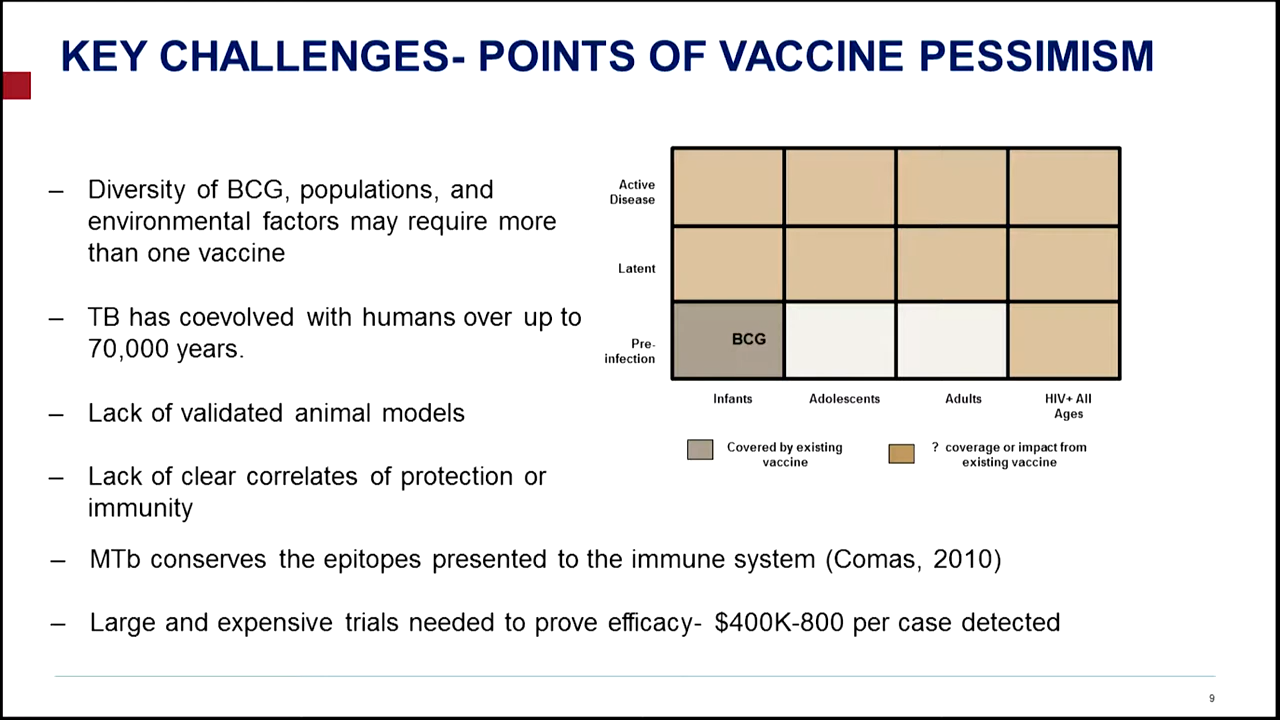 KEY CHALLENGES- POINTS OF VACCINE PESSIMISM
– Diversity of BCG, populations, and
environmental factors may require more
than one vaccine
– TB has coevolved with humans over up to
70,000 years.
– Lack of validated animal models
– Lack of clear correlates of protection or
immunity
– MTb conserves the epitopes presented to the immune system (Comas, 2010)
– Large and expensive trials needed to prove efficacy- $400K-800 per case detected
Active
Disease
Latent
Pre-
infection
BCG
Infants
Adolescents
Adults
HIV+ All
Ages
Covered by existing
vaccine
? coverage or impact from
existing vaccine
9